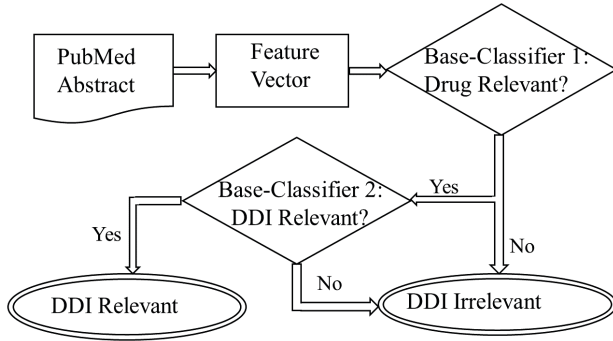 PubMed
Abstract
Feature
Vector
Base-Classifier 1:
Drug Relevant?
Base-Classifier 2:
DDI Relevant?
Yes
Yes
No
No
DDI Relevant
DDI Irrelevant